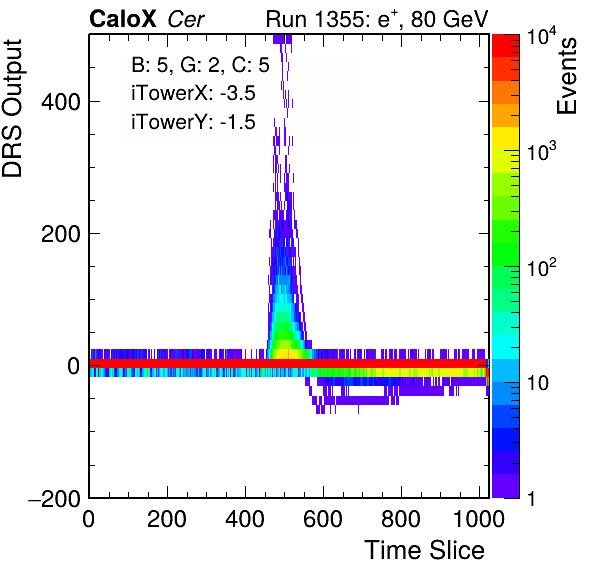 CaloX Cer Run 1355: e⁺, 80 GeV
B: 5, G: 2, C: 5
iTowerX: -3.5
iTowerY: -1.5
DRS Output
400
200
0
−200
0 200 400 600 800 1000
Time Slice
Events
10⁴
10³
10²
10
1